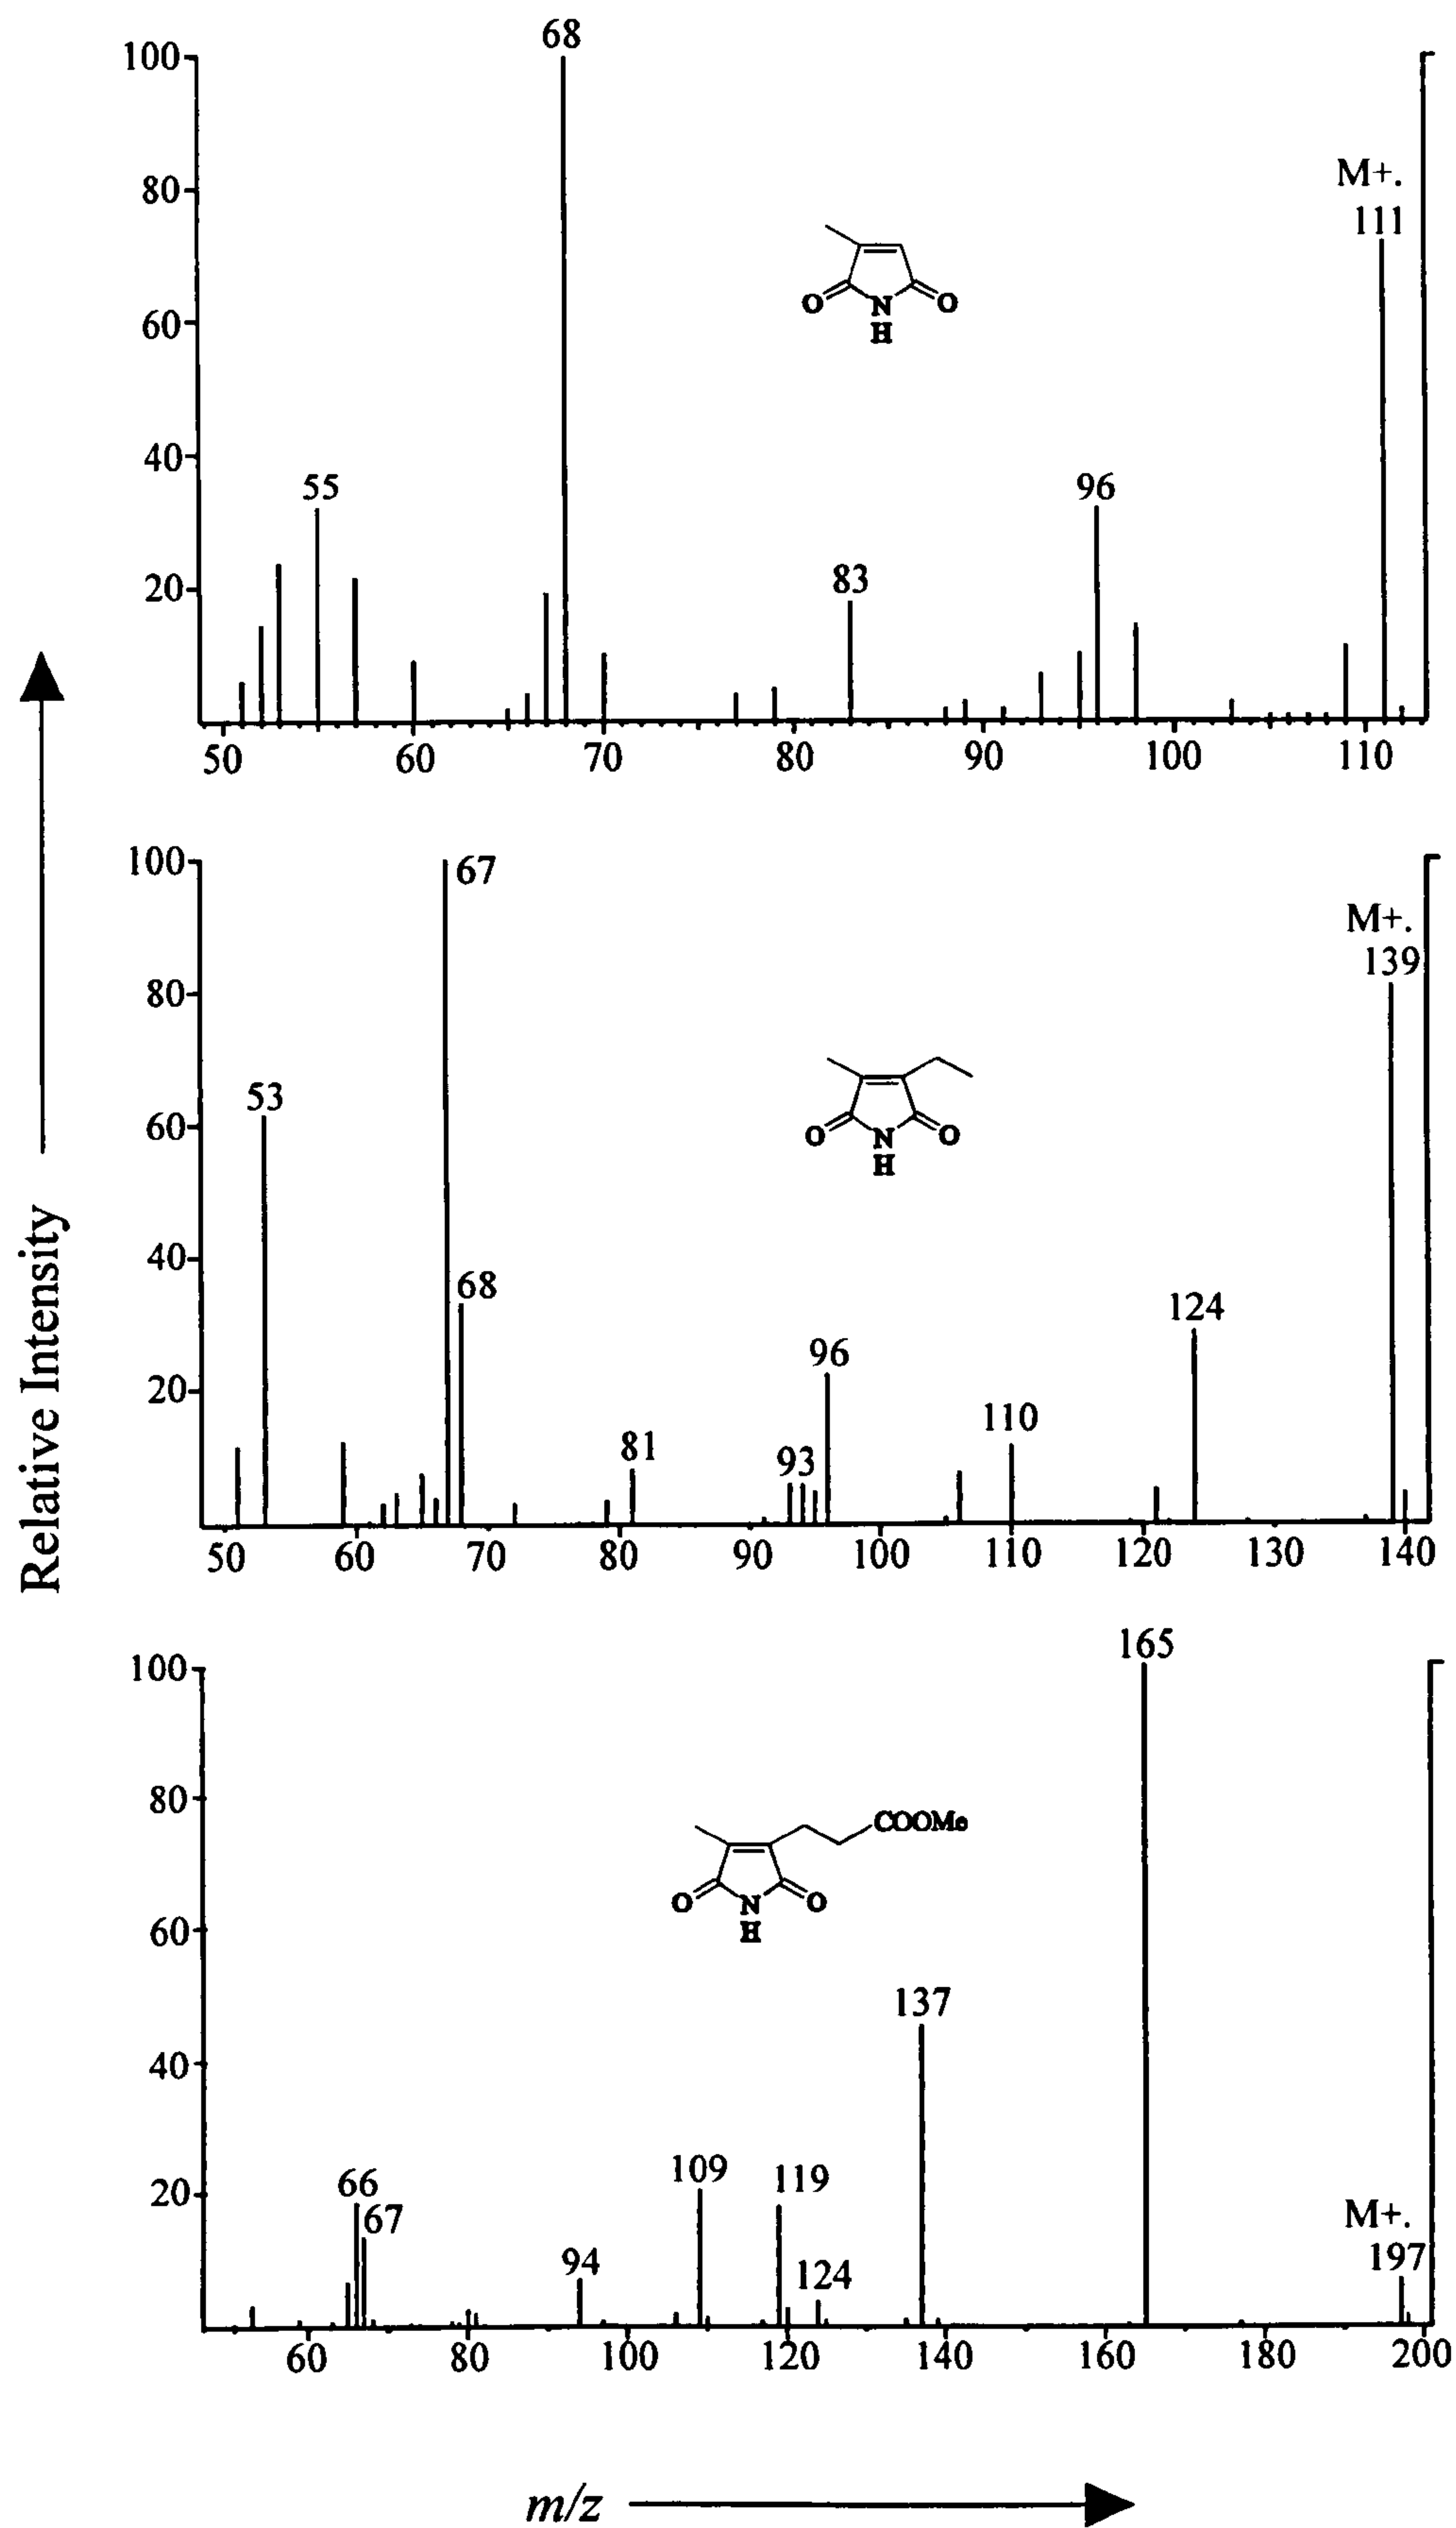 68
100
M+.
111
80
60
O N O
H
40
55
96
20
83
50 60 70 80 90 100 110
100
67
M+.
139
80
53
60
O N O
H
40
68
124
96
20
110
81
93
50 60 70 80 90 100 110 120 130 140
Relative Intensity
165
100
80
COOMe
O N O
H
60
137
40
109
119
66
20
67
M+.
94
124
197
60 80 100 120 140 160 180 200
m/z